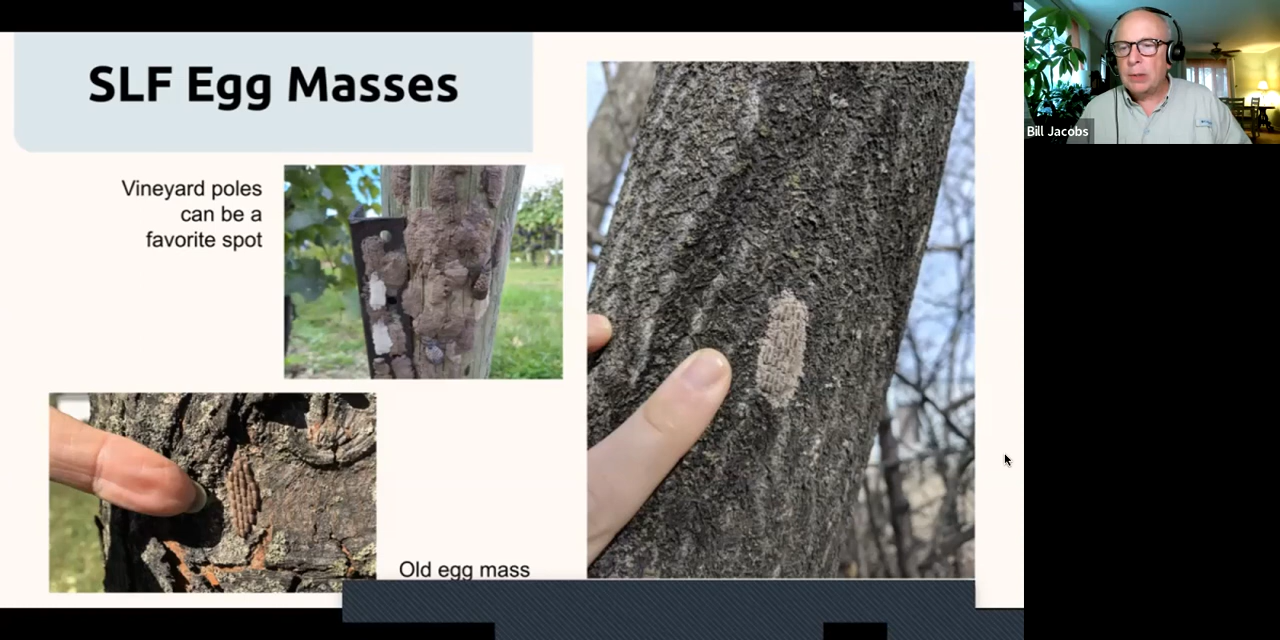 SLF Egg Masses
Vineyard poles
can be a
favorite spot
Old egg mass
Bill Jacobs